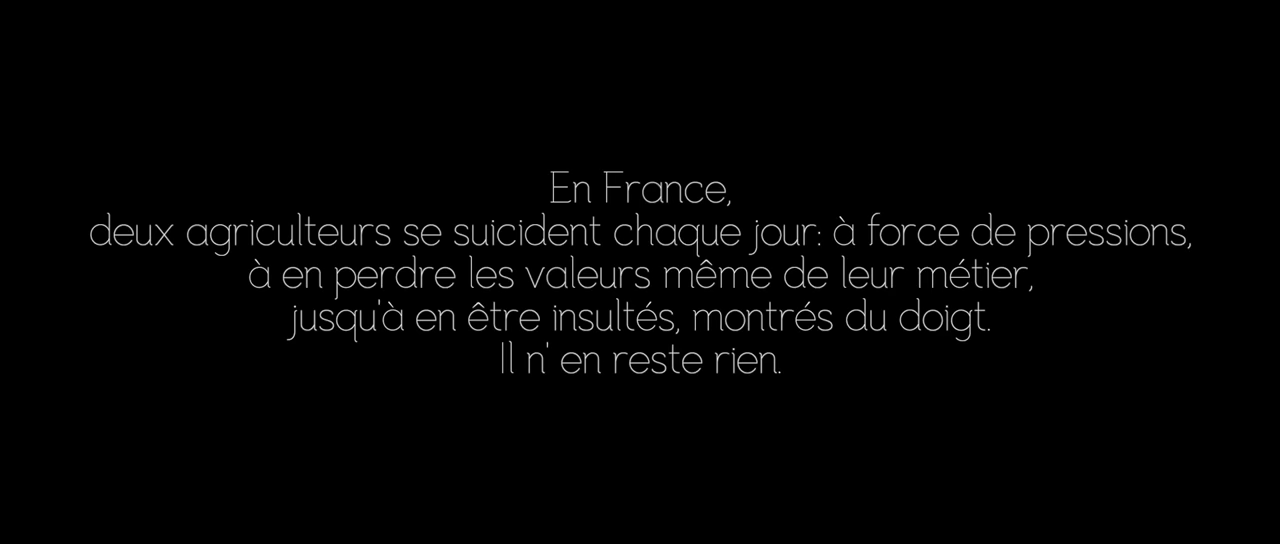 En France,
deux agriculteurs se suicident chaque jour: à force de pressions,
à en perdre les valeurs même de leur métier,
jusqu'à en être insultés, montrés du doigt.
Il n' en reste rien.